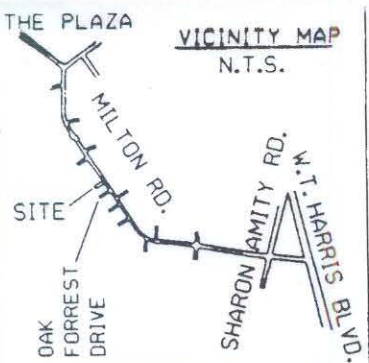 THE PLAZA
VICINITY MAP
N.T.S.
MILTON RD.
SITE
SHARON AMITY RD.
W.T. HARRIS BLVD.
OAK
FORREST
DRIVE